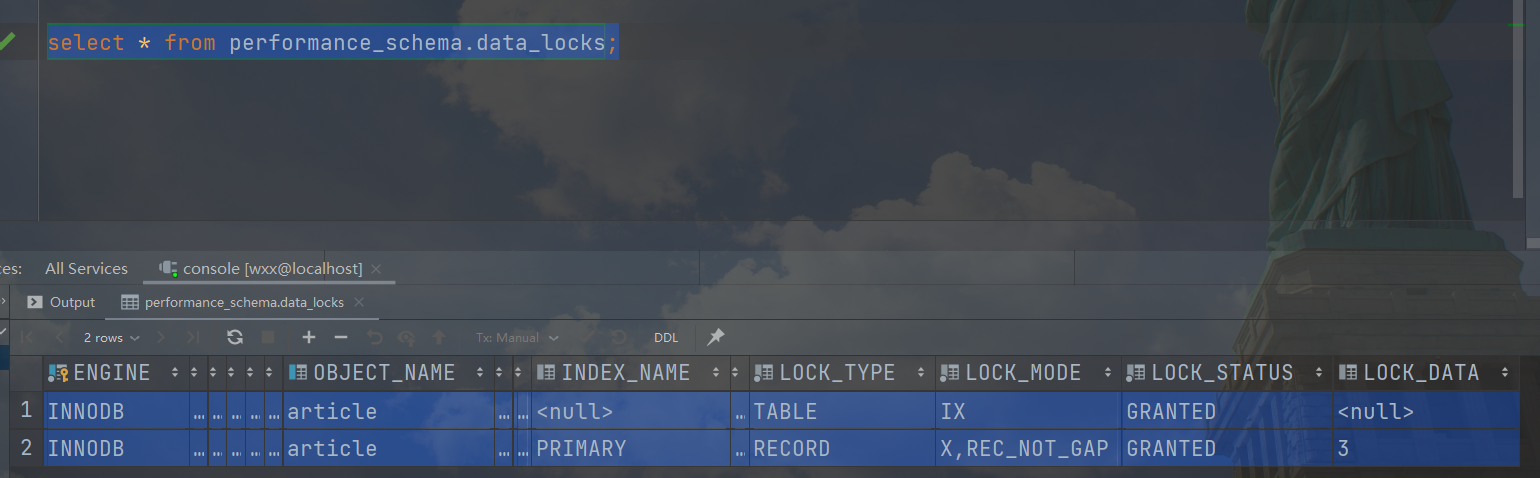 select * from performance_schema.data_locks;
ces: All Services console [wxx@localhost]
Output performance_schema.data_locks
2 rows Tx: Manual DDL
ENGINE OBJECT_NAME INDEX_NAME LOCK_TYPE LOCK_MODE LOCK_STATUS LOCK_DATA
1 INNODB … … … … article … … <null> … TABLE IX GRANTED <null>
2 INNODB … … … … article … … PRIMARY … RECORD X,REC_NOT_GAP GRANTED 3